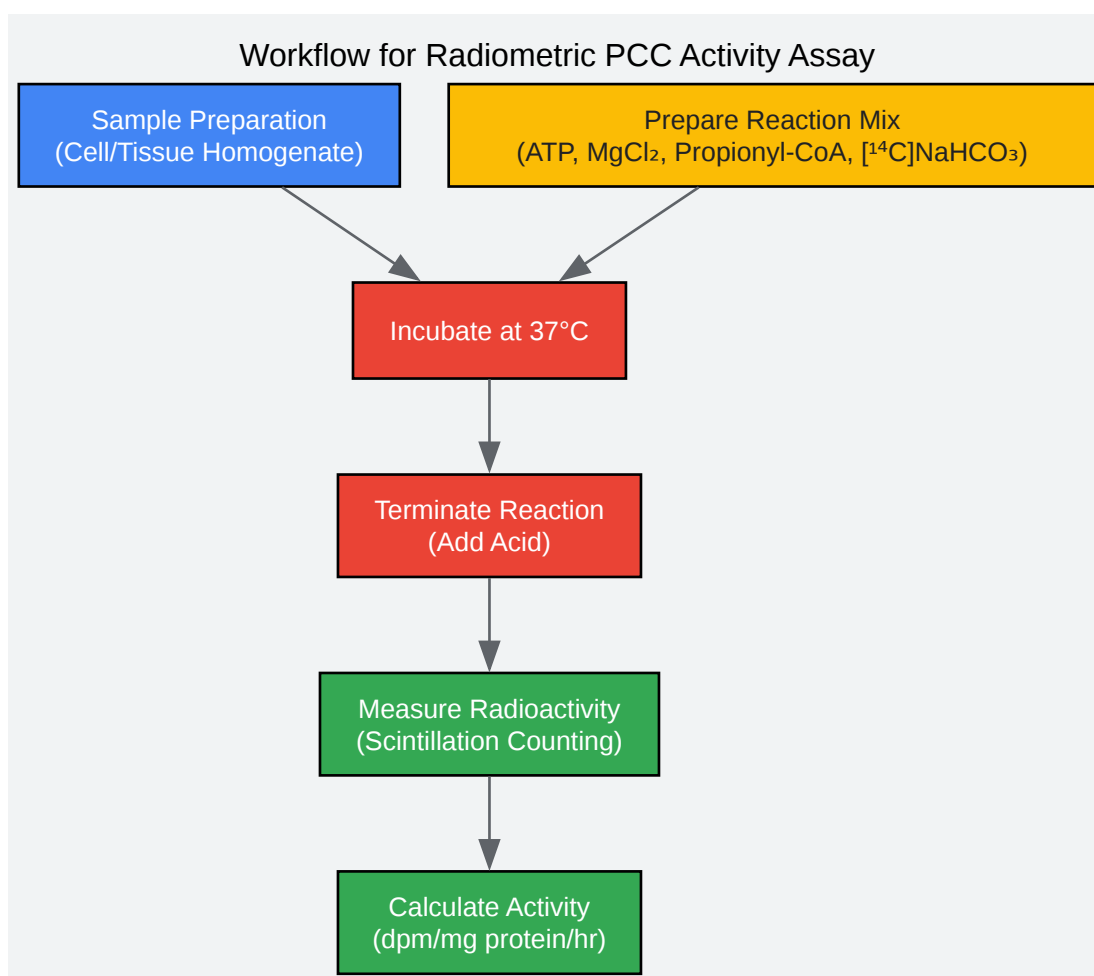 Workflow for Radiometric PCC Activity Assay
Sample Preparation
(Cell/Tissue Homogenate)
Prepare Reaction Mix
(ATP, MgCl₂, Propionyl-CoA, [¹⁴C]NaHCO₃)
Incubate at 37°C
Terminate Reaction
(Add Acid)
Measure Radioactivity
(Scintillation Counting)
Calculate Activity
(dpm/mg protein/hr)